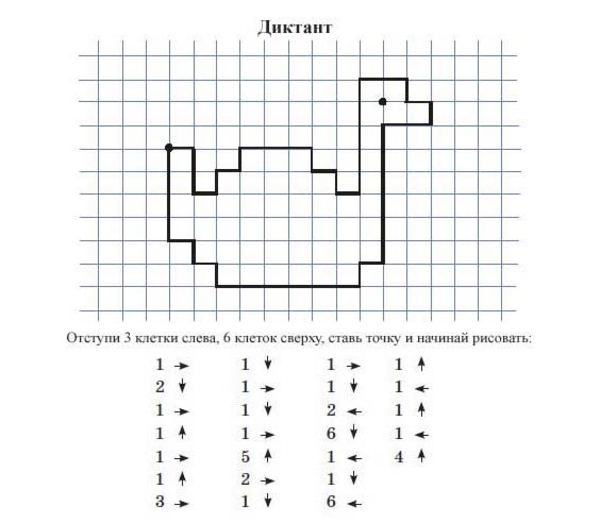 Диктант
Отступи 3 клетки слева, 6 клеток сверху, ставь точку и начинай рисовать:
1 → 1 ↓ 1 → 1 ↑
2 ↓ 1 → 1 ↓ 1 ←
1 → 1 ↓ 2 ← 1 ↑
1 ↑ 1 → 6 ↓ 1 ←
1 → 5 ↑ 1 ← 4 ↑
1 ↑ 2 → 1 ↓
3 → 1 ↓ 6 ←